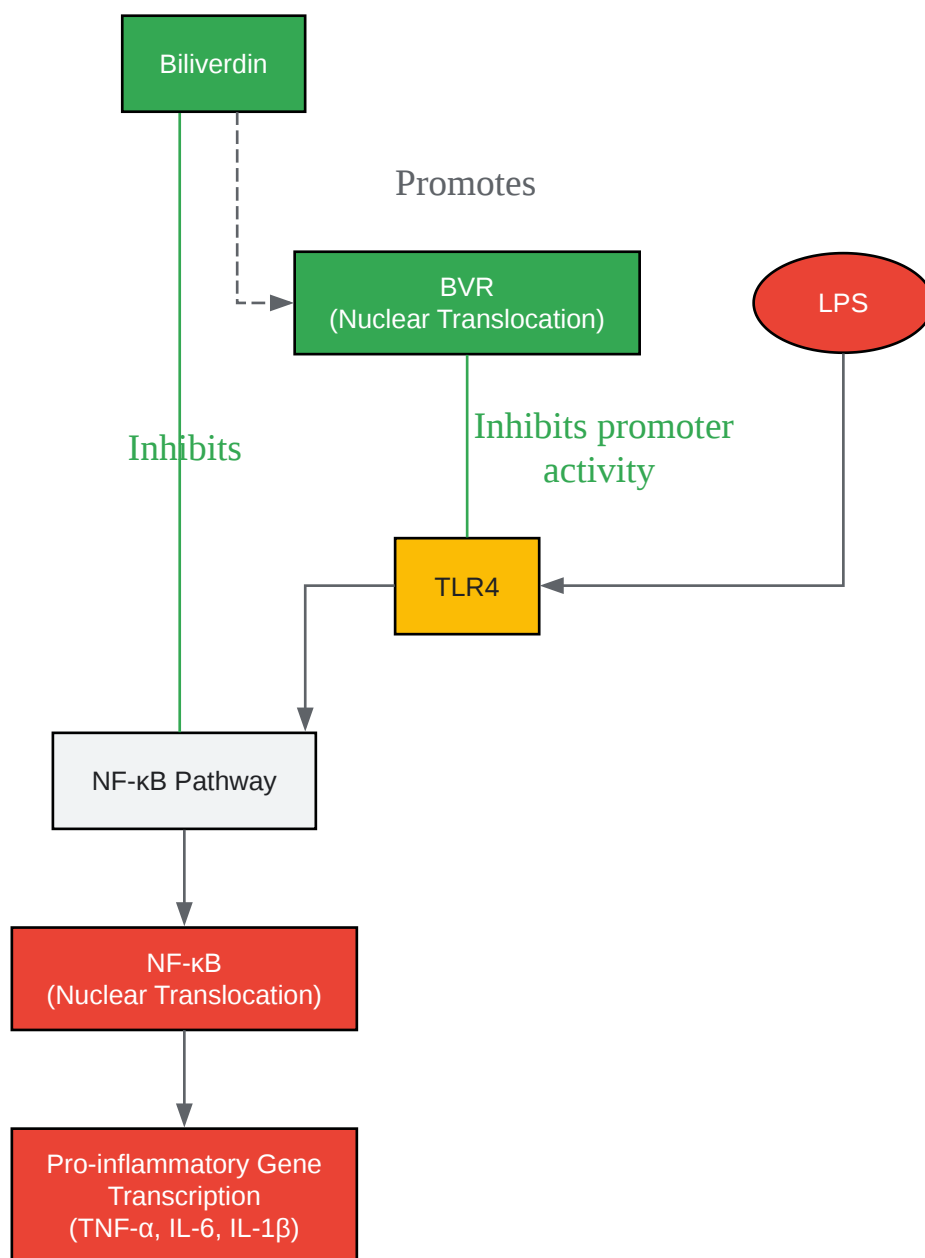 Biliverdin
Promotes
BVR
(Nuclear Translocation)
LPS
Inhibits
Inhibits promoter
activity
TLR4
NF-κB Pathway
NF-κB
(Nuclear Translocation)
Pro-inflammatory Gene
Transcription
(TNF-α, IL-6, IL-1β)